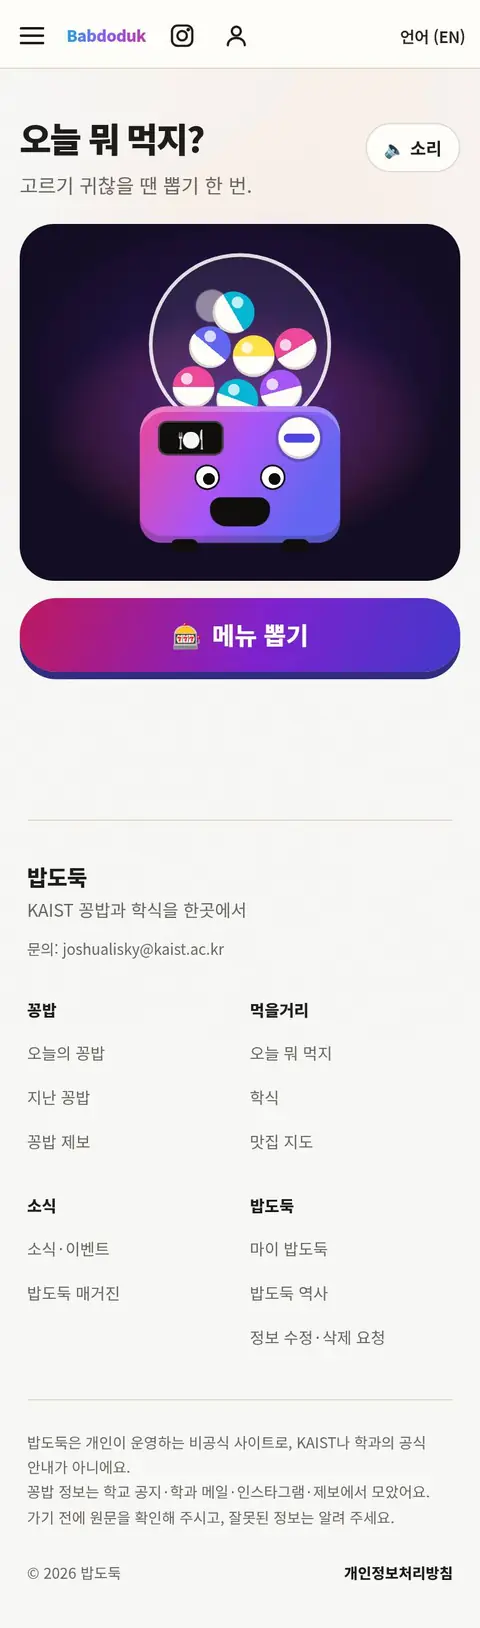 Babdoduk
언어 (EN)
오늘 뭐 먹지?
소리
고르기 귀찮을 땐 뽑기 한 번.
메뉴 뽑기
밥도둑
KAIST 꽁밥과 학식을 한곳에서
문의: joshualisky@kaist.ac.kr
꽁밥
오늘의 꽁밥
지난 꽁밥
꽁밥 제보
먹을거리
오늘 뭐 먹지
학식
맛집 지도
소식
소식·이벤트
밥도둑 매거진
밥도둑
마이 밥도둑
밥도둑 역사
정보 수정·삭제 요청
밥도둑은 개인이 운영하는 비공식 사이트로, KAIST나 학과의 공식
안내가 아니에요.
꽁밥 정보는 학교 공지·학과 메일·인스타그램·제보에서 모았어요.
가기 전에 원문을 확인해 주시고, 잘못된 정보는 알려 주세요.
© 2026 밥도둑
개인정보처리방침